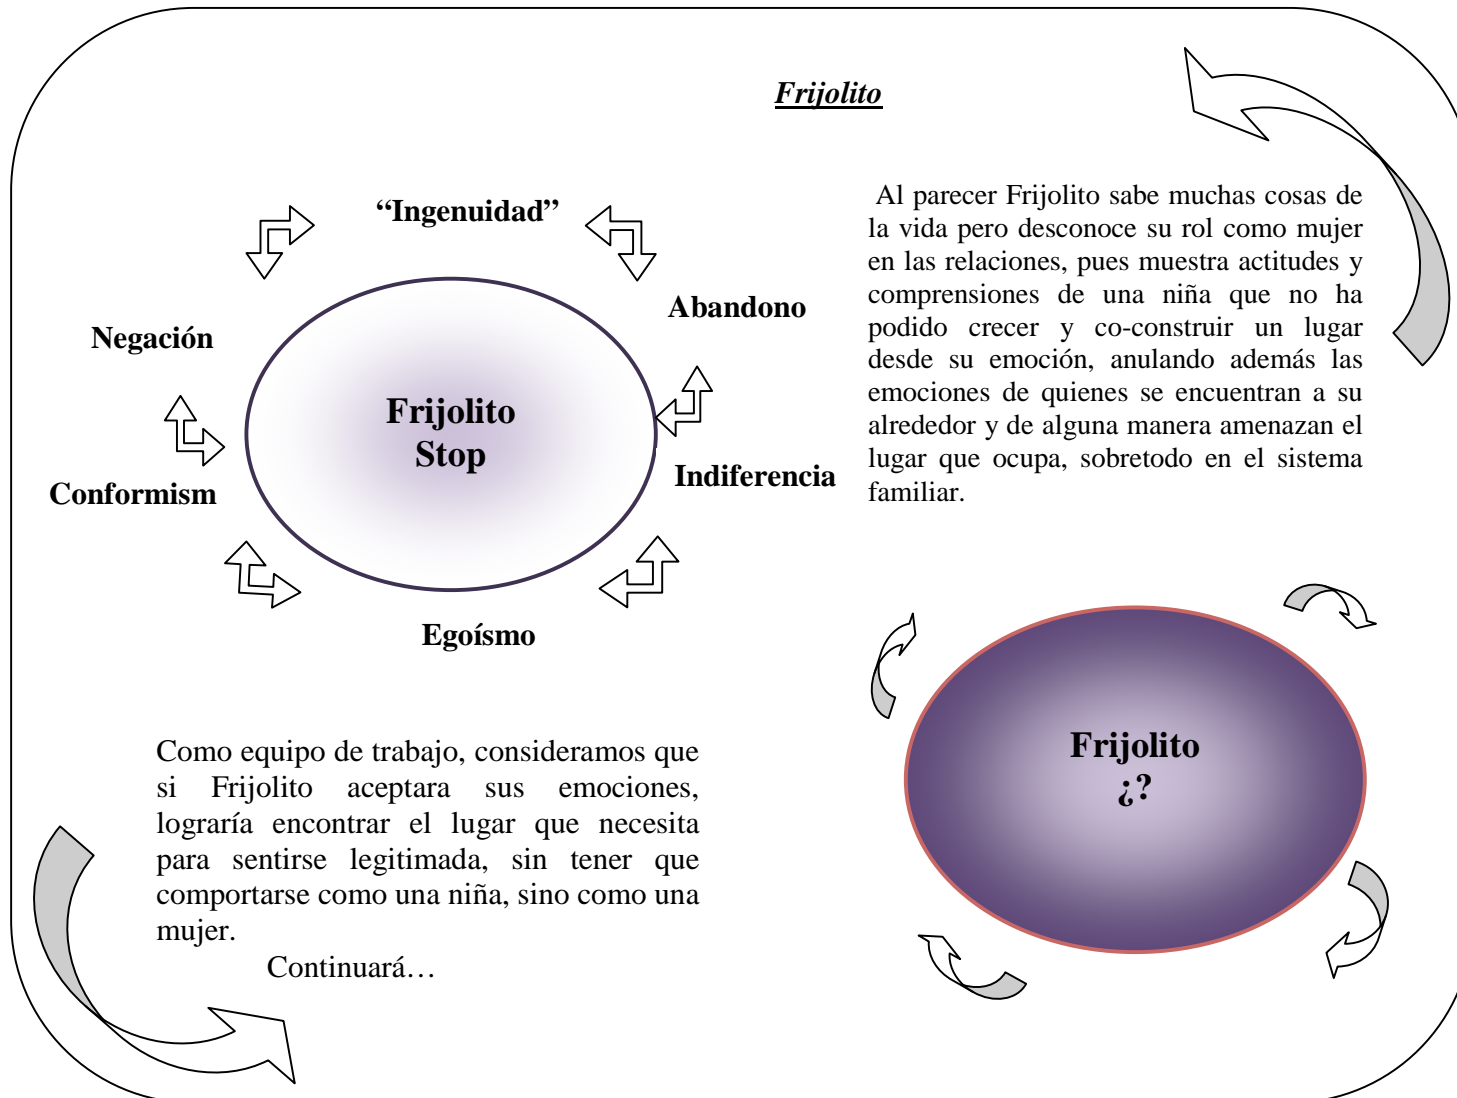 Frijolito
“Ingenuidad”
Abandono
Negación
Frijolito
Stop
Conformism
Indiferencia
Egoísmo
Al parecer Frijolito sabe muchas cosas de
la vida pero desconoce su rol como mujer
en las relaciones, pues muestra actitudes y
comprensiones de una niña que no ha
podido crecer y co-construir un lugar
desde su emoción, anulando además las
emociones de quienes se encuentran a su
alrededor y de alguna manera amenazan el
lugar que ocupa, sobretodo en el sistema
familiar.
Como equipo de trabajo, consideramos que
si Frijolito aceptara sus emociones,
lograría encontrar el lugar que necesita
para sentirse legitimada, sin tener que
comportarse como una niña, sino como una
mujer.
Continuará…
Frijolito
¿?